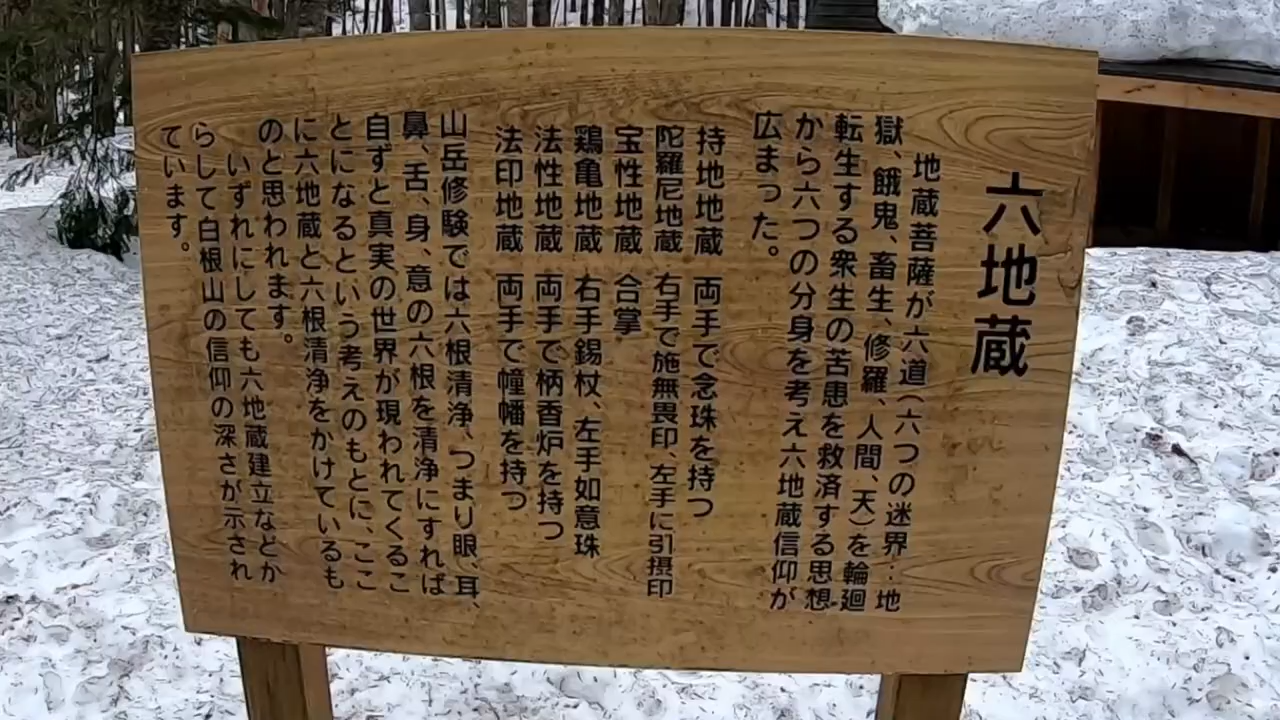 六地蔵
地蔵菩薩が六道(六つの迷界…地
獄、餓鬼、畜生、修羅、人間、天)を輪廻
転生する衆生の苦患を救済する思想
から六つの分身を考え六地蔵信仰が
広まった。
持地地蔵 両手で念珠を持つ
陀羅尼地蔵 右手で施無畏印、左手に引摂印
宝性地蔵 合掌
鶏亀地蔵 右手錫杖、左手如意珠
法性地蔵 両手で柄香炉を持つ
法印地蔵 両手で幢幡を持つ
山岳修験では六根清浄、つまり眼、耳、
鼻、舌、身、意の六根を清浄にすれば
自ずと真実の世界が現われてくるこ
とになるという考えのもとに、ここ
に六地蔵と六根清浄をかけているも
のと思われます。
いずれにしても六地蔵建立などか
らして白根山の信仰の深さが示され
ています。